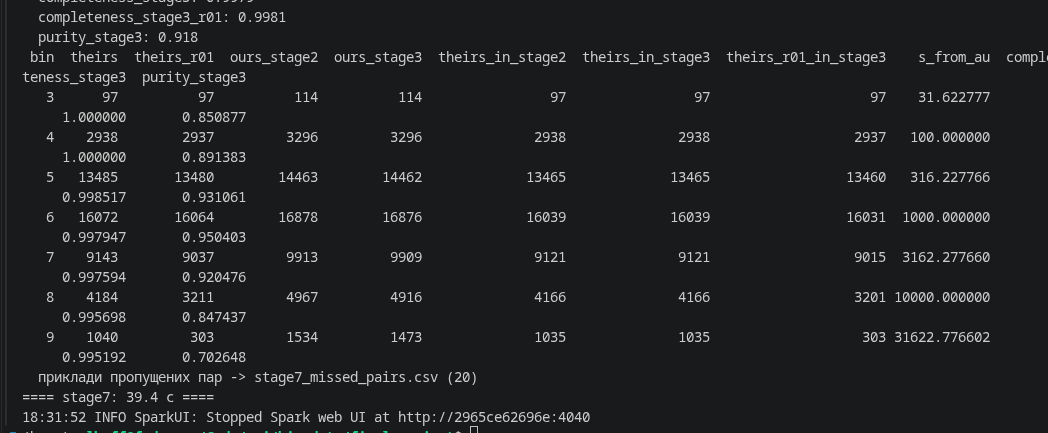 completeness_stage3_r01: 0.9981
purity_stage3: 0.918
bin theirs theirs_r01 ours_stage2 ours_stage3 theirs_in_stage2 theirs_in_stage3 theirs_r01_in_stage3 s_from_au comple
teness_stage3 purity_stage3
3 97 97 114 114 97 97 97 31.622777
1.000000 0.850877
4 2938 2937 3296 3296 2938 2938 2937 100.000000
1.000000 0.891383
5 13485 13480 14463 14462 13465 13465 13460 316.227766
0.998517 0.931061
6 16072 16064 16878 16876 16039 16039 16031 1000.000000
0.997947 0.950403
7 9143 9037 9913 9909 9121 9121 9015 3162.277660
0.997594 0.920476
8 4184 3211 4967 4916 4166 4166 3201 10000.000000
0.995698 0.847437
9 1040 303 1534 1473 1035 1035 303 31622.776602
0.995192 0.702648
приклади пропущених пар -> stage7_missed_pairs.csv (20)
==== stage7: 39.4 с ====
18:31:52 INFO SparkUI: Stopped Spark web UI at http://2965ce62696e:4040